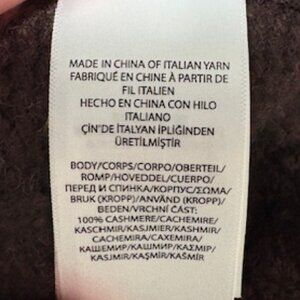 MADE IN CHINA OF ITALIAN YARN
FABRIQUÉ EN CHINE À PARTIR DE
FIL ITALIEN
HECHO EN CHINA CON HILO
ITALIANO
ÇİN'DE İTALYAN İPLİĞİNDEN
ÜRETİLMİŞTİR
BODY/CORPS/CORPO/OBERTEIL/
ROMP/HOVEDDEL/CUERPO/
ПЕРЕД И СПИНКА/КОРПУС/ΣΩΜΑ/
BRUK (KROPP)/ANVÄND (KROPP)/
BEDEN/VRCHNÍ ČÁST:
100% CASHMERE/CACHEMIRE/
KASCHMIR/KASJMIER/KASHMIR/
CACHEMIRA/CAXEMIRA/
КАШЕМИР/КАШМИР/ΚΑΣΜΙΡ/
KASJMIR/KAŞMİR/KAŠMÍR